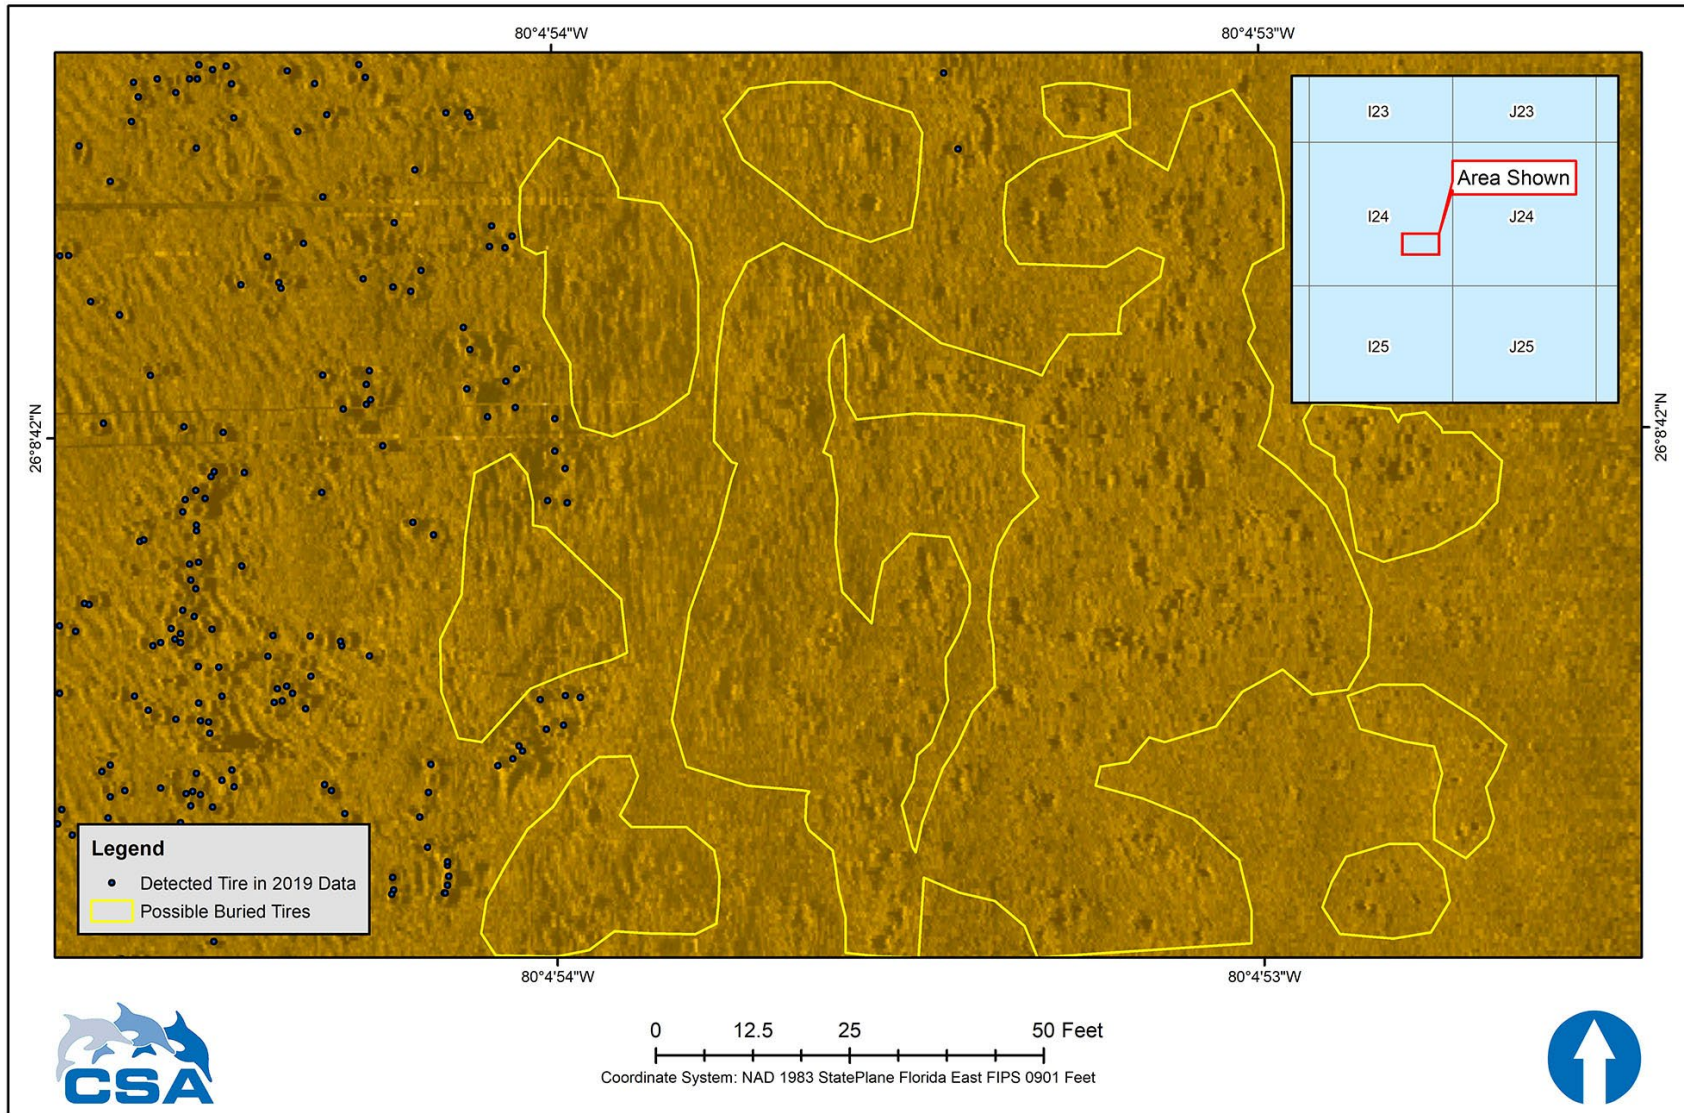 80°4'54"W
80°4'53"W
I23
J23
Area Shown
I24
J24
I25
J25
26°8'42"N
26°8'42"N
Legend
Detected Tire in 2019 Data
Possible Buried Tires
80°4'54"W
80°4'53"W
CSA
0 12.5 25 50 Feet
Coordinate System: NAD 1983 StatePlane Florida East FIPS 0901 Feet